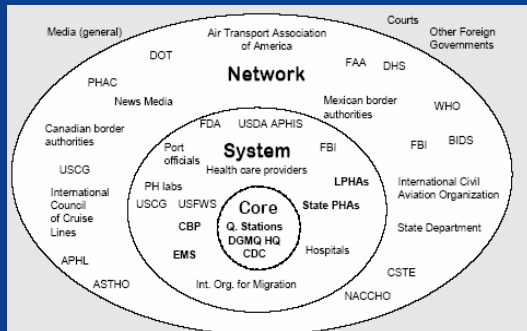 Media (general)
Air Transport Association
of America
Courts
Other Foreign
Governments
DOT
Network
FAA
DHS
PHAC
News Media
Mexican border
authorities
WHO
FDA
USDA APHIS
Canadian border
authorities
Port
officials
System
FBI
FBI
BIDS
Health care providers
USCG
PH labs
LPHAs
International Civil
Aviation Organization
International
Council
of Cruise
Lines
USCG
USFWS
Core
State PHAs
CBP
Q. Stations
DGMQ HQ
CDC
State Department
EMS
Hospitals
APHL
Int. Org. for Migration
CSTE
ASTHO
NACCHO